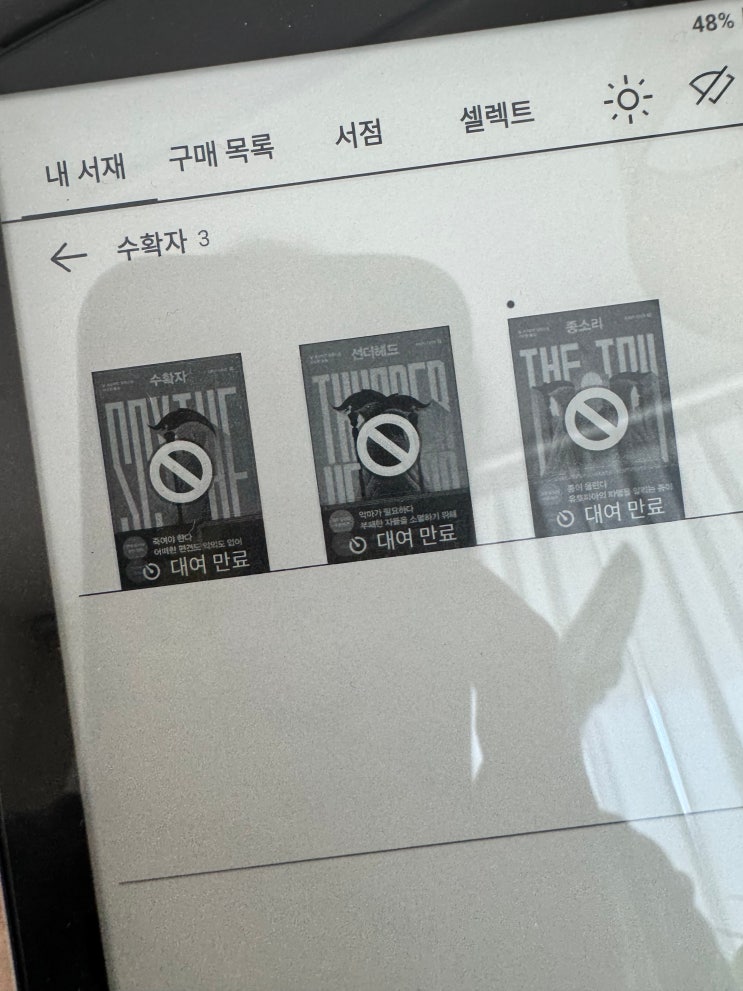 48%
내 서재 구매 목록 서점 셀렉트
수확자 3
수확자
SCYTHE
죽여야 한다
어떠한 편견도 악의도 없이
대여 만료
선더헤드
THUNDER
HEAD
악마가 필요하다
부패한 자들을 소멸하기 위해
대여 만료
종소리
THE TOLL
종이 울린다
유토피아의 파멸을 알리는 종이
대여 만료